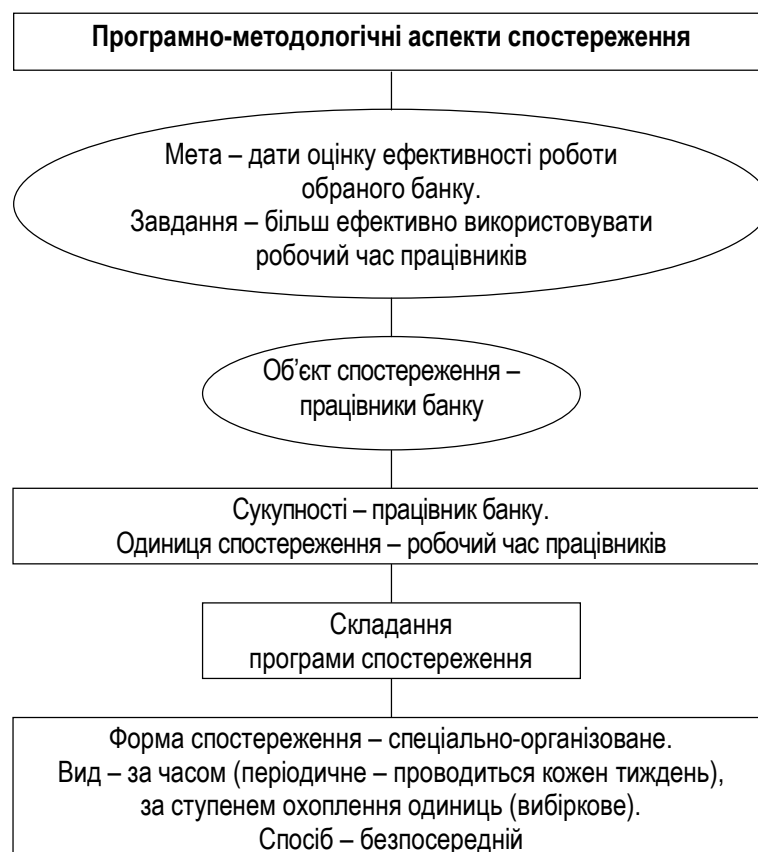 Програмно-методологічні аспекти спостереження
Мета – дати оцінку ефективності роботи
обраного банку.
Завдання – більш ефективно використовувати
робочий час працівників
Об’єкт спостереження –
працівники банку
Сукупності – працівник банку.
Одиниця спостереження – робочий час працівників
Складання
програми спостереження
Форма спостереження – спеціально-організоване.
Вид – за часом (періодичне – проводиться кожен тиждень),
за ступенем охоплення одиниць (вибіркове).
Спосіб – безпосередній